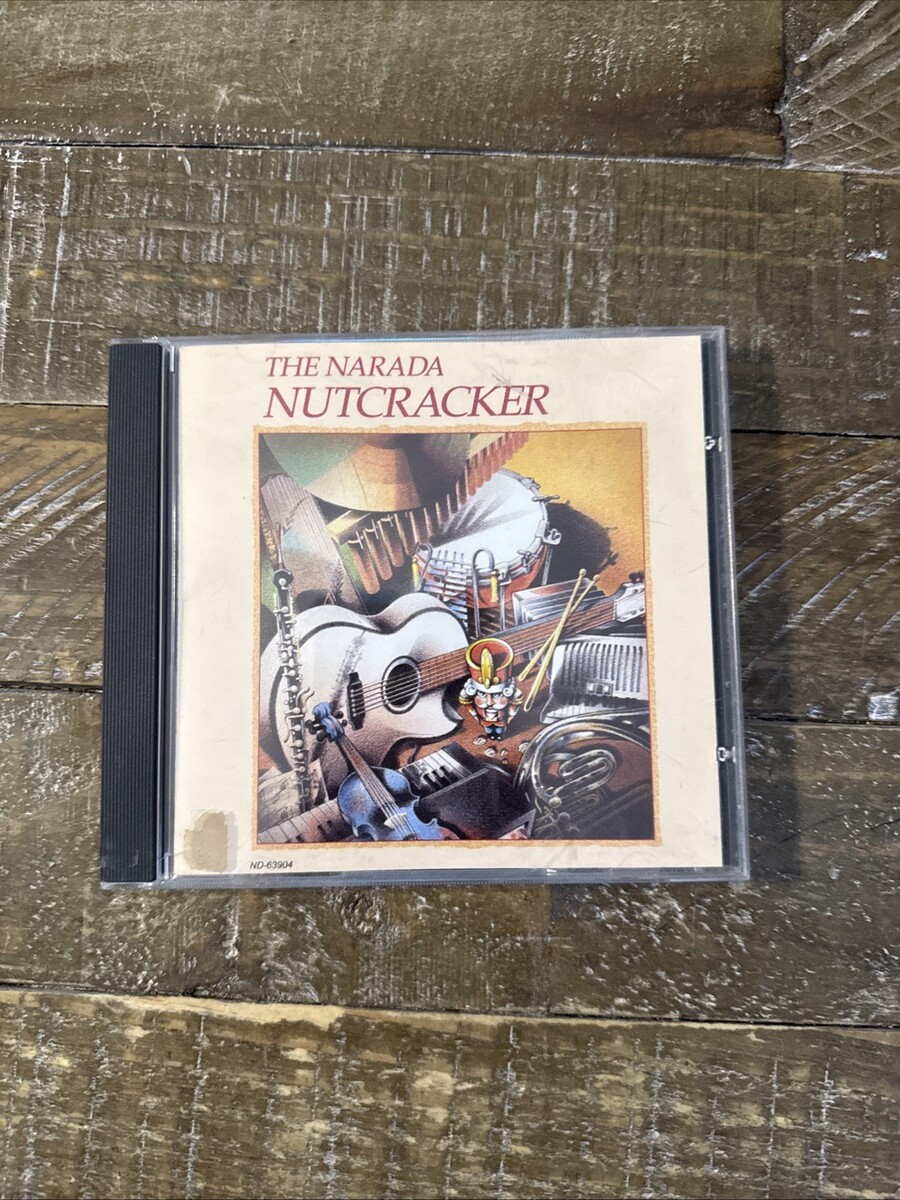 THE NARADA
NUTCRACKER
ND-63904